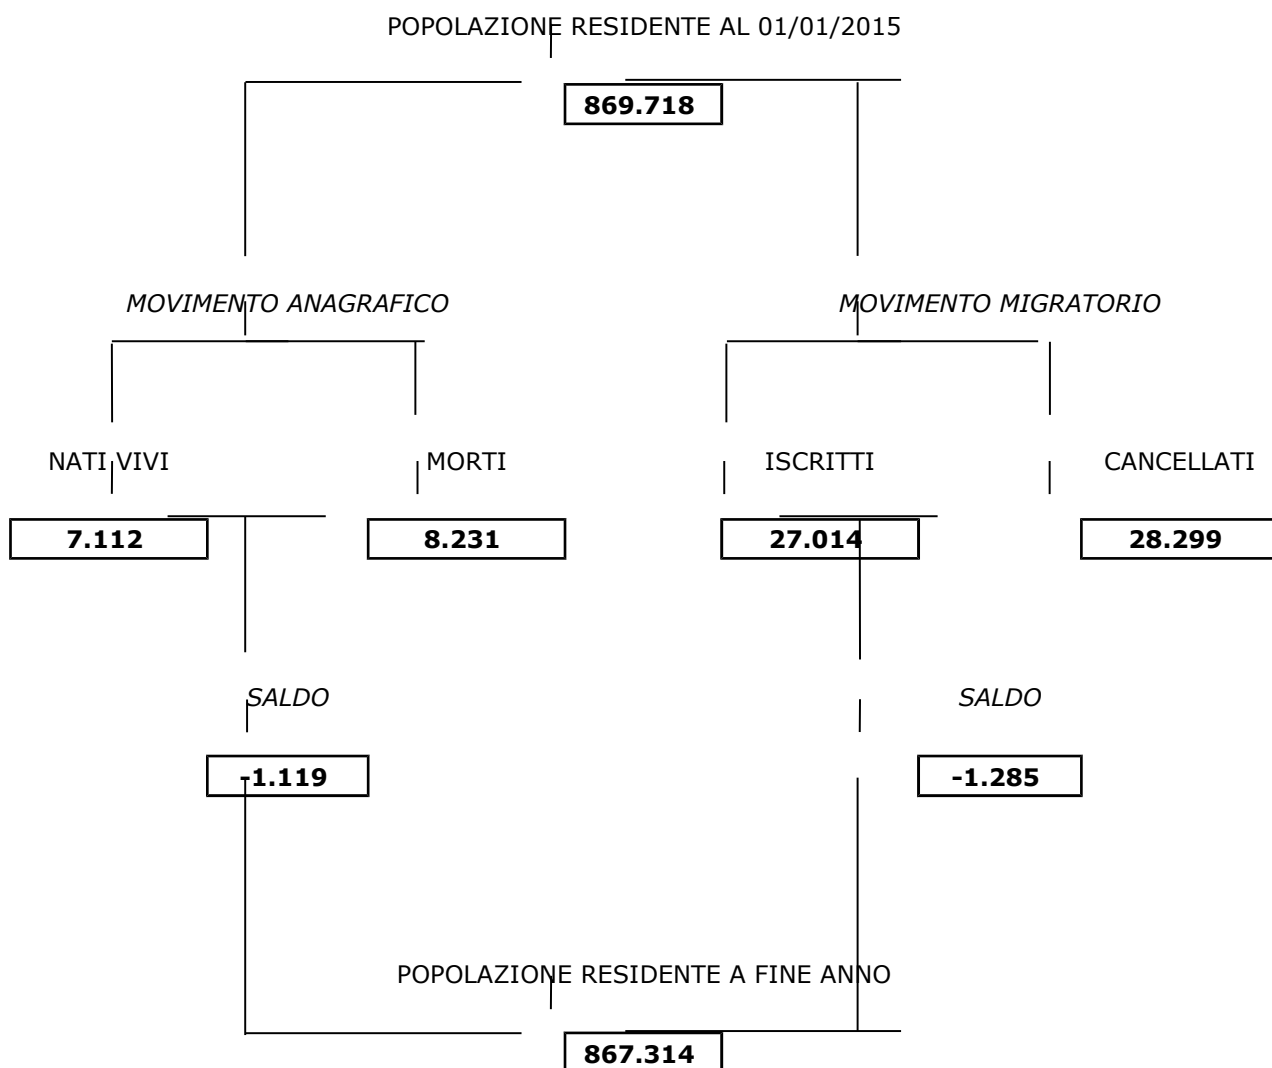 POPOLAZIONE RESIDENTE AL 01/01/2015
869.718
MOVIMENTO ANAGRAFICO MOVIMENTO MIGRATORIO
NATI VIVI MORTI ISCRITTI CANCELLATI
7.112 8.231 27.014 28.299
SALDO SALDO
-1.119 -1.285
POPOLAZIONE RESIDENTE A FINE ANNO
867.314